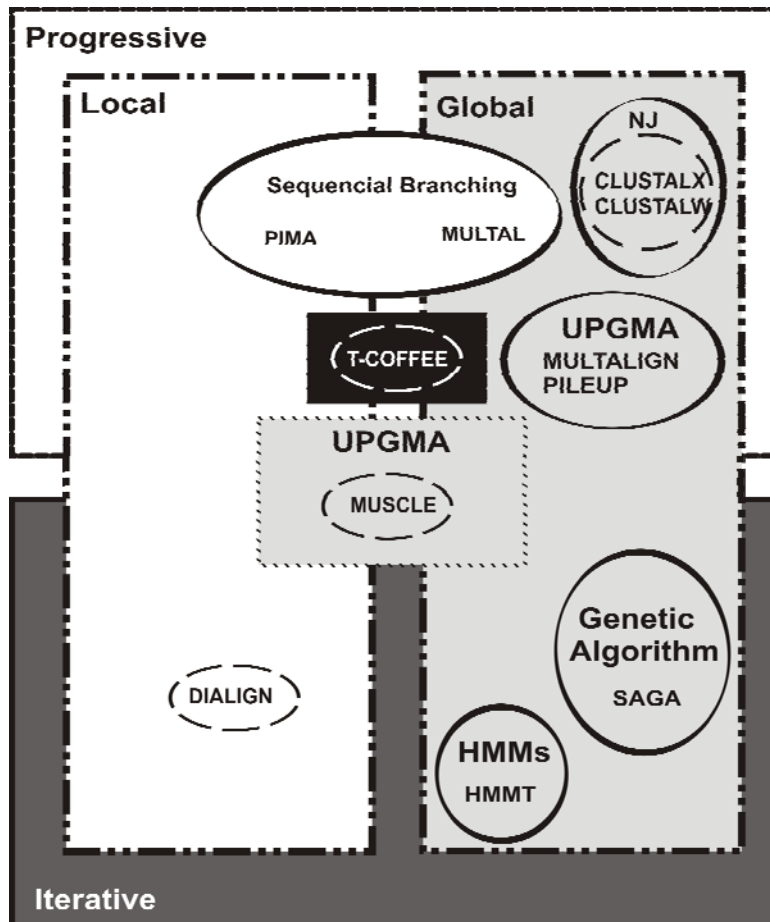 Progressive
Local
Global
NJ
CLUSTALX
CLUSTALW
Sequencial Branching
PIMA
MULTAL
T-COFFEE
UPGMA
MULTALIGN
PILEUP
UPGMA
MUSCLE
Genetic
Algorithm
SAGA
DIALIGN
HMMs
HMMT
Iterative